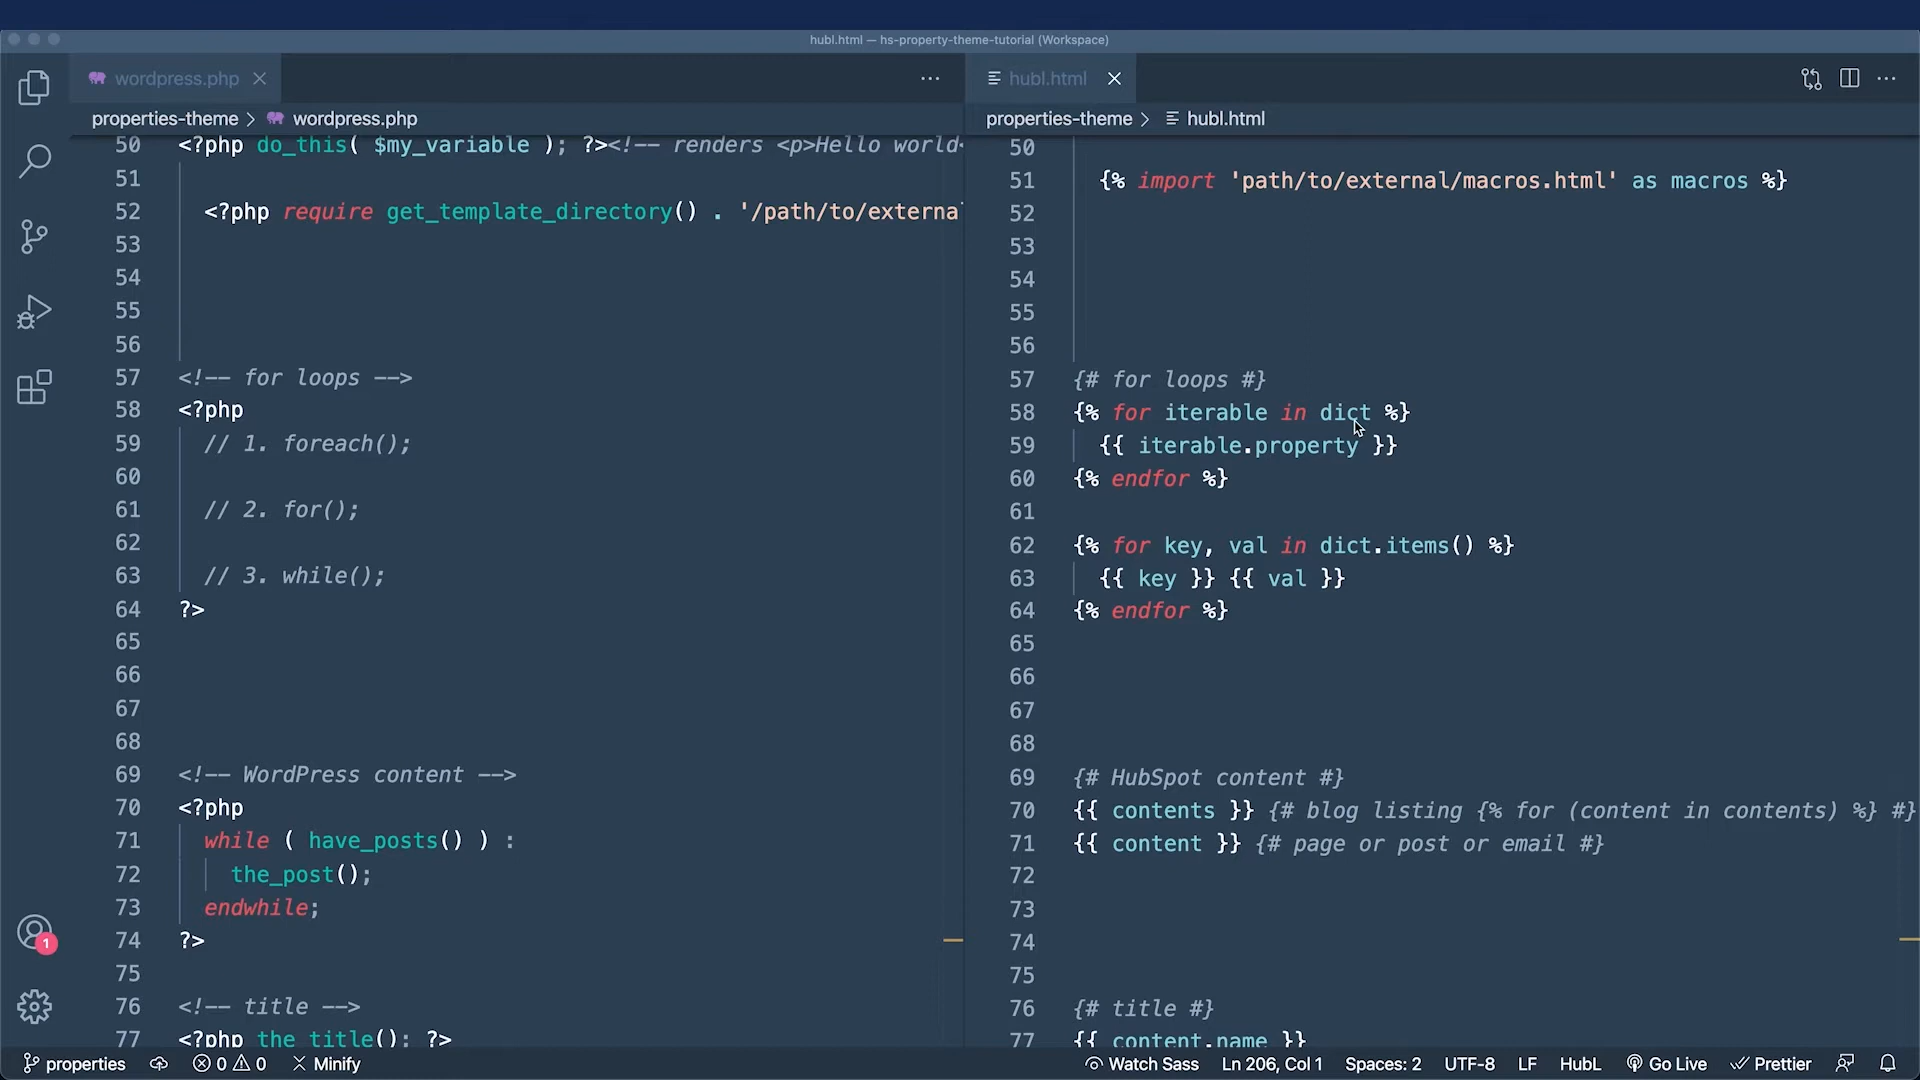 hubl.html — hs-property-theme-tutorial (Workspace)
wordpress.php
hubl.html
properties-theme > wordpress.php
properties-theme > hubl.html
50 <?php do_this( $my_variable ); ?><!-- renders <p>Hello world<
51
52 <?php require get_template_directory() . '/path/to/externa
53
54
55
56
57 <!-- for loops -->
58 <?php
59 // 1. foreach();
60
61 // 2. for();
62
63 // 3. while();
64 ?>
65
66
67
68
69 <!-- WordPress content -->
70 <?php
71 while ( have_posts() ) :
72 the_post();
73 endwhile;
74 ?>
75
76 <!-- title -->
77 <?php the_title(); ?>
50
51 {% import 'path/to/external/macros.html' as macros %}
52
53
54
55
56
57 {# for loops #}
58 {% for iterable in dict %}
59 {{ iterable.property }}
60 {% endfor %}
61
62 {% for key, val in dict.items() %}
63 {{ key }} {{ val }}
64 {% endfor %}
65
66
67
68
69 {# HubSpot content #}
70 {{ contents }} {# blog listing {% for (content in contents) %} #}
71 {{ content }} {# page or post or email #}
72
73
74
75
76 {# title #}
77 {{ content.name }}
1
properties 0 0 Minify
Watch Sass Ln 206, Col 1 Spaces: 2 UTF-8 LF HubL Go Live Prettier